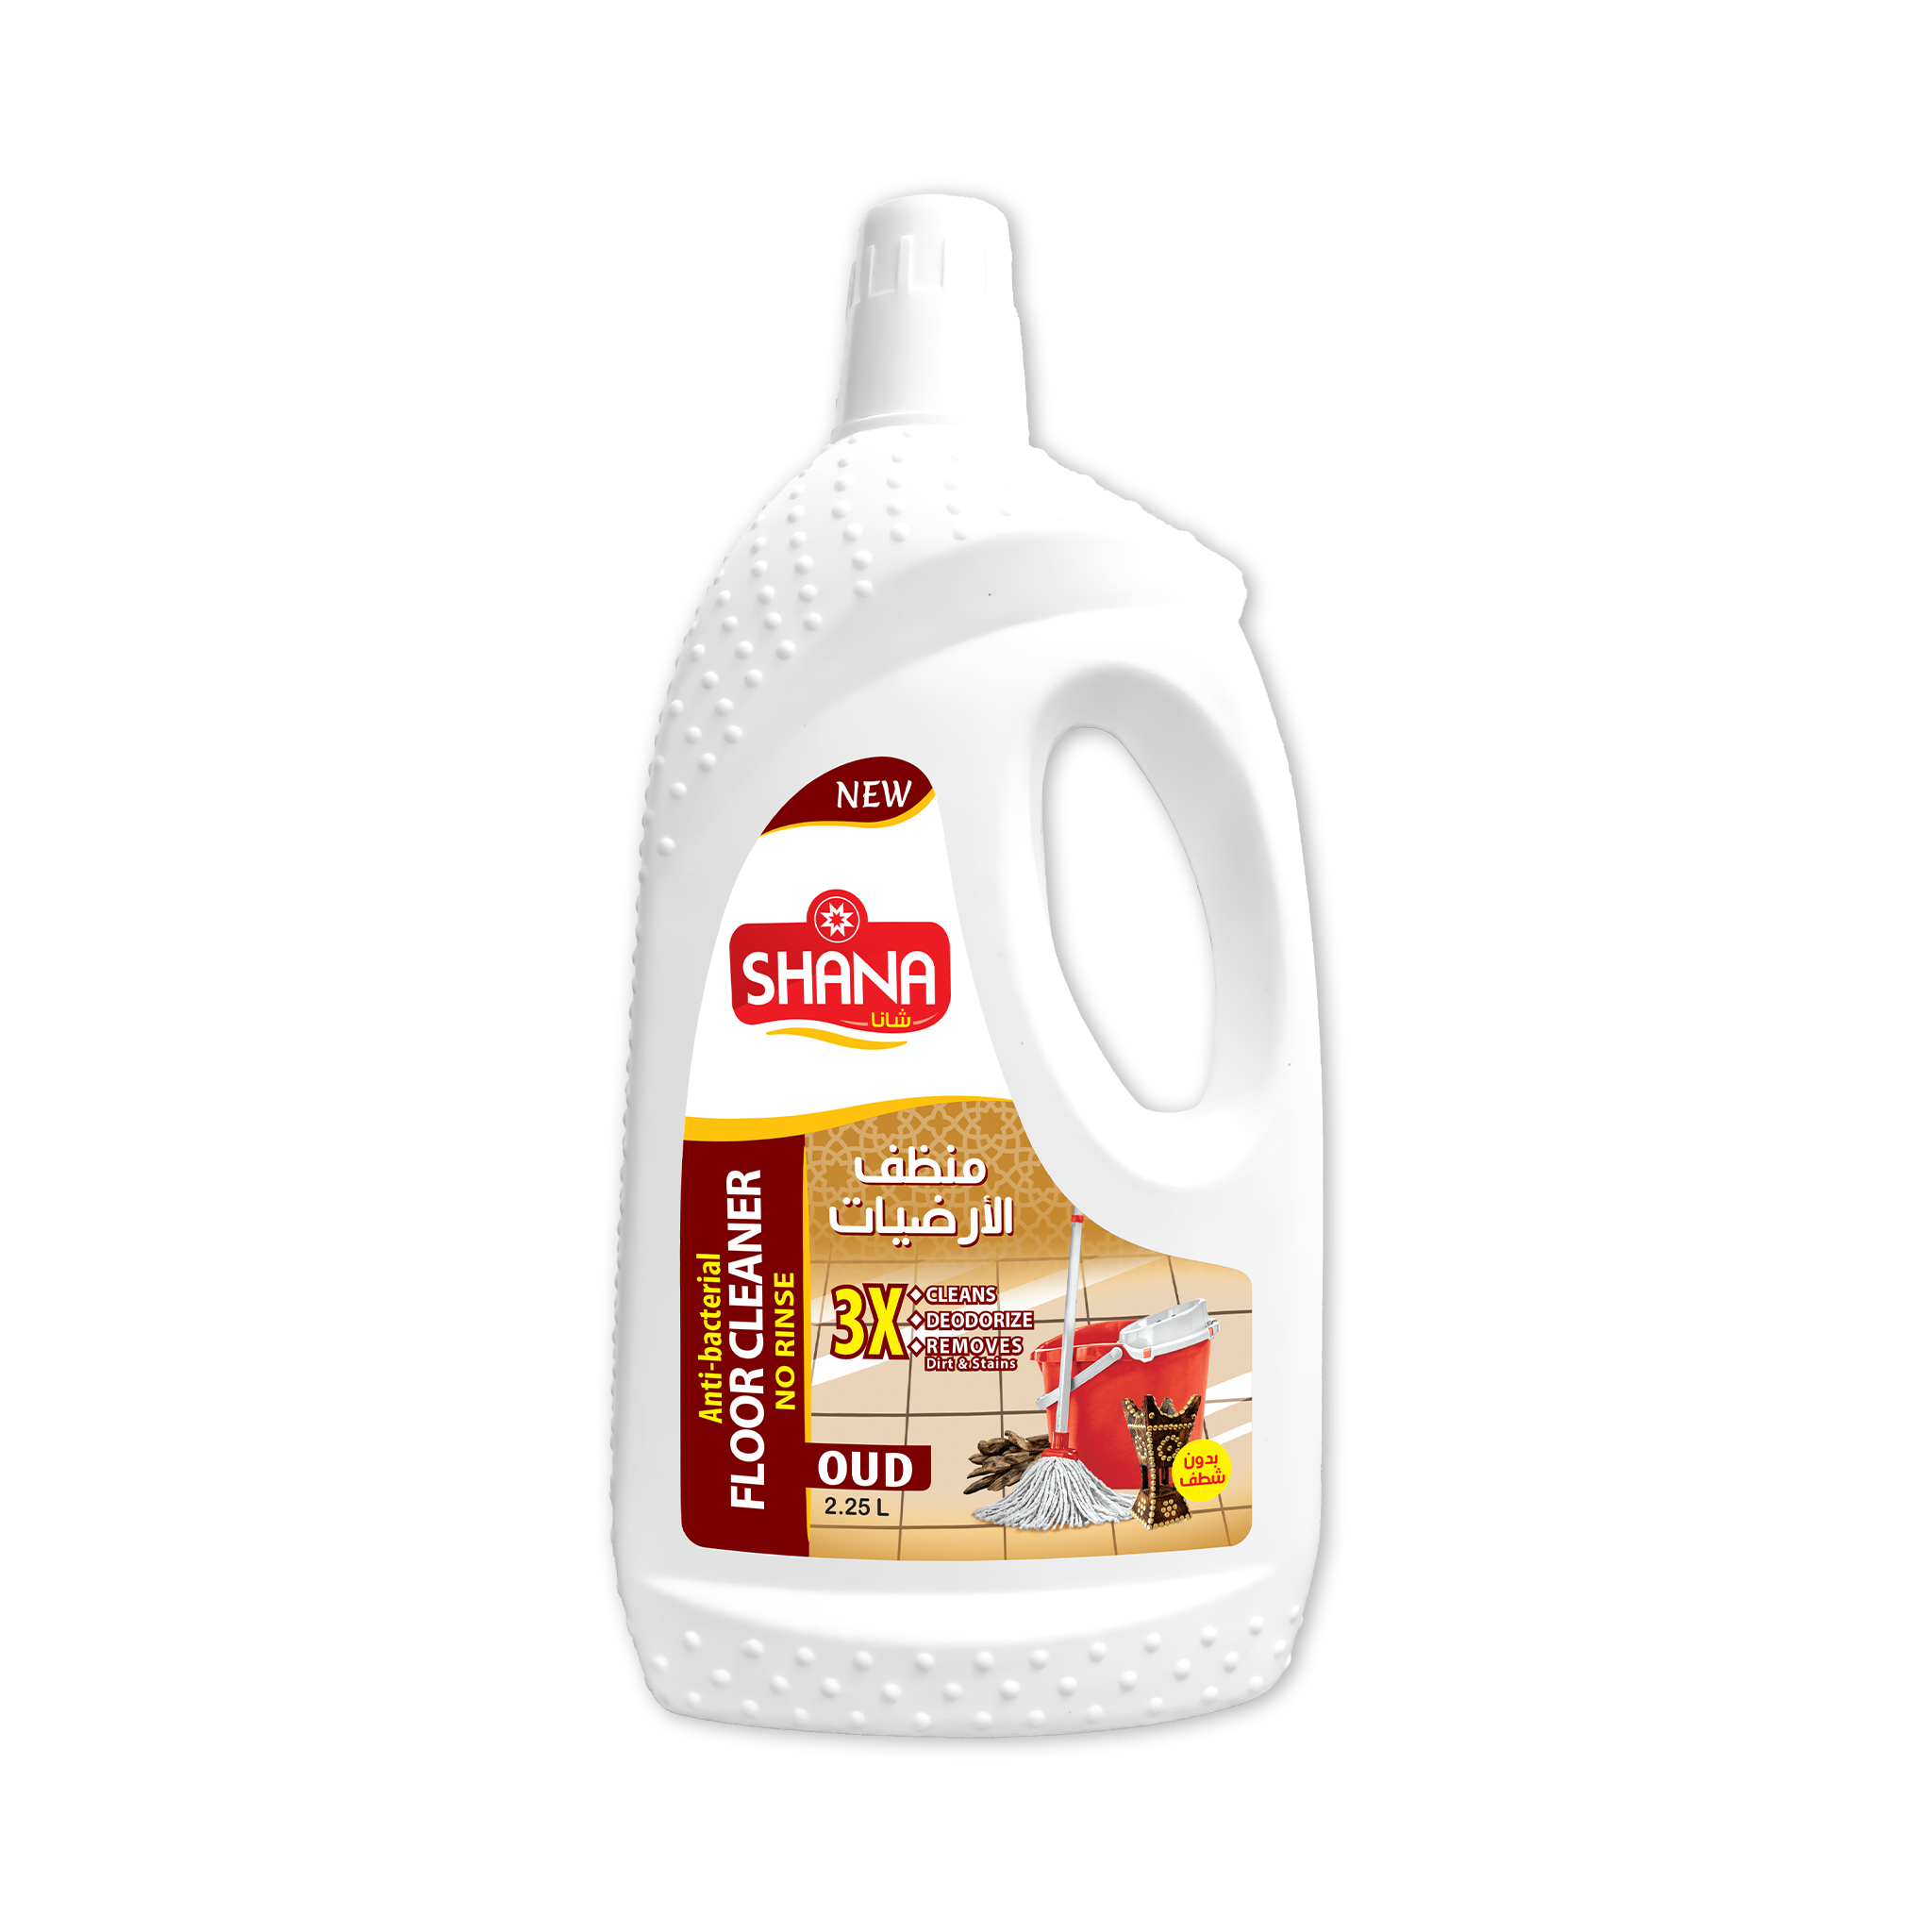 NEW
SHANA
شانا
منظف
الأرضيات
Anti-bacterial
FLOOR CLEANER
NO RINSE
3X
CLEANS
DEODORIZE
REMOVES
Dirt & Stains
OUD
2.25 L
بدون
شطف